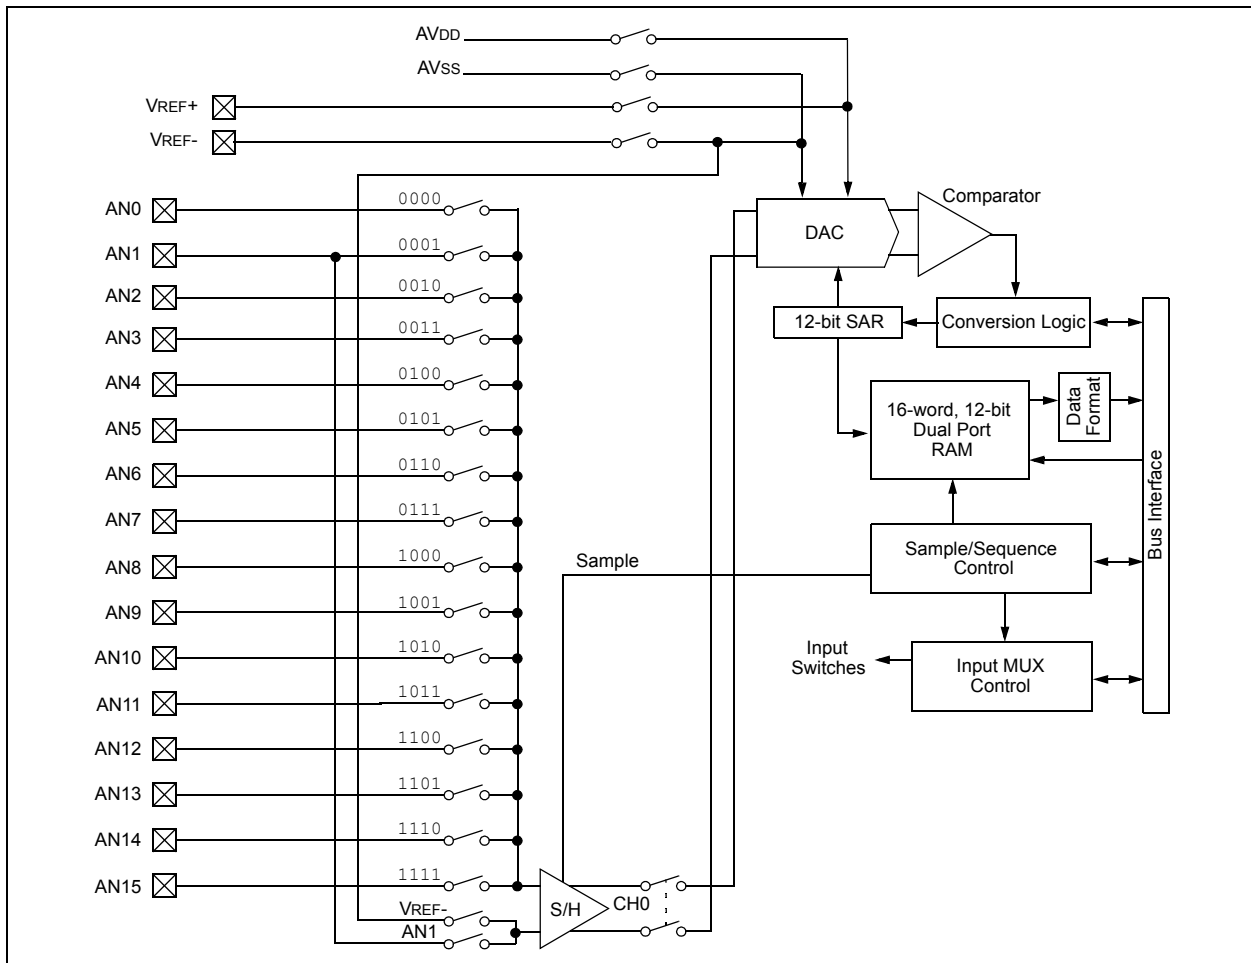 AVDD
AVSS
VREF+
VREF-
AN0 0000
AN1 0001
AN2 0010
AN3 0011
AN4 0100
AN5 0101
AN6 0110
AN7 0111
AN8 1000
AN9 1001
AN10 1010
AN11 1011
AN12 1100
AN13 1101
AN14 1110
AN15 1111
VREF-
AN1
S/H
CH0
Sample
DAC
Comparator
12-bit SAR
Conversion Logic
16-word, 12-bit
Dual Port
RAM
Data
Format
Sample/Sequence
Control
Input
Switches
Input MUX
Control
Bus Interface